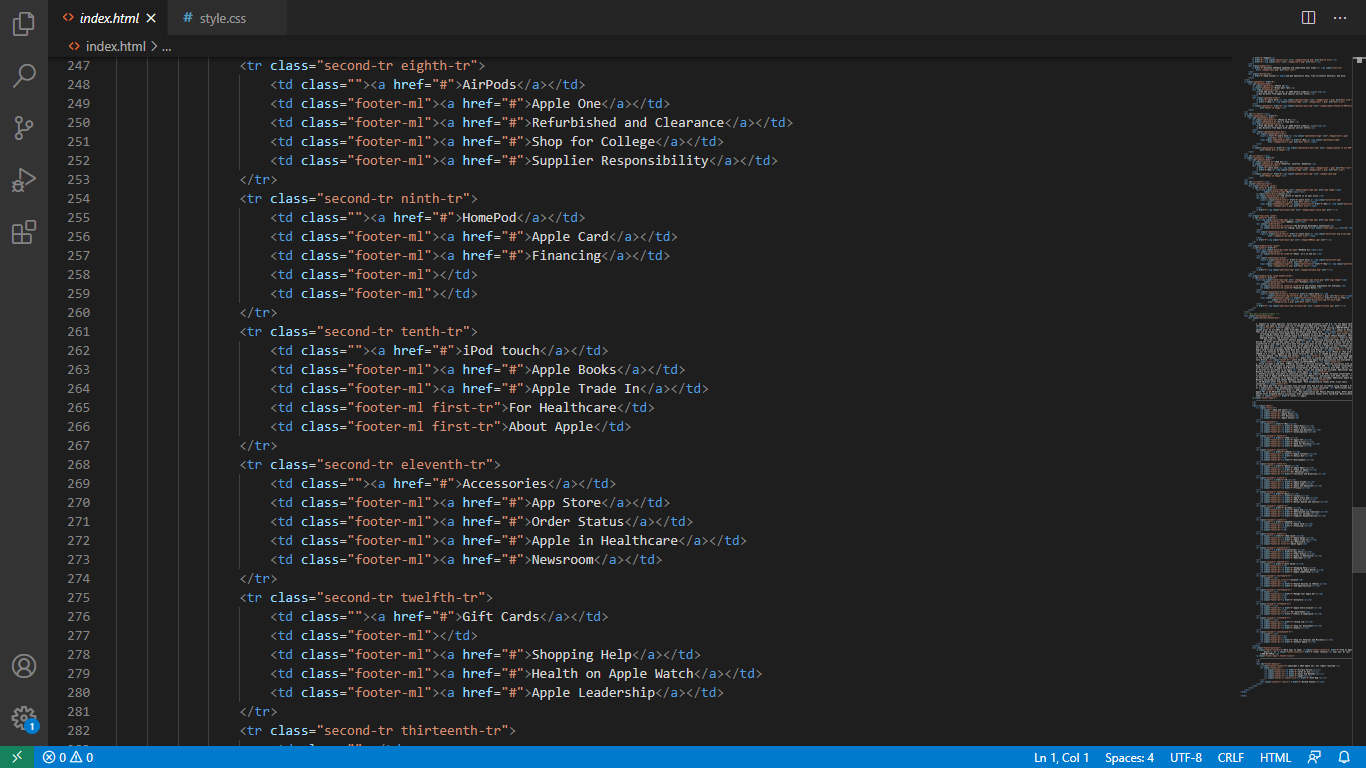 index.html
# style.css
index.html > ...
247 <tr class="second-tr eighth-tr">
248 <td class=""><a href="#">AirPods</a></td>
249 <td class="footer-ml"><a href="#">Apple One</a></td>
250 <td class="footer-ml"><a href="#">Refurbished and Clearance</a></td>
251 <td class="footer-ml"><a href="#">Shop for College</a></td>
252 <td class="footer-ml"><a href="#">Supplier Responsibility</a></td>
253 </tr>
254 <tr class="second-tr ninth-tr">
255 <td class=""><a href="#">HomePod</a></td>
256 <td class="footer-ml"><a href="#">Apple Card</a></td>
257 <td class="footer-ml"><a href="#">Financing</a></td>
258 <td class="footer-ml"></td>
259 <td class="footer-ml"></td>
260 </tr>
261 <tr class="second-tr tenth-tr">
262 <td class=""><a href="#">iPod touch</a></td>
263 <td class="footer-ml"><a href="#">Apple Books</a></td>
264 <td class="footer-ml"><a href="#">Apple Trade In</a></td>
265 <td class="footer-ml first-tr">For Healthcare</td>
266 <td class="footer-ml first-tr">About Apple</td>
267 </tr>
268 <tr class="second-tr eleventh-tr">
269 <td class=""><a href="#">Accessories</a></td>
270 <td class="footer-ml"><a href="#">App Store</a></td>
271 <td class="footer-ml"><a href="#">Order Status</a></td>
272 <td class="footer-ml"><a href="#">Apple in Healthcare</a></td>
273 <td class="footer-ml"><a href="#">Newsroom</a></td>
274 </tr>
275 <tr class="second-tr twelfth-tr">
276 <td class=""><a href="#">Gift Cards</a></td>
277 <td class="footer-ml"></td>
278 <td class="footer-ml"><a href="#">Shopping Help</a></td>
279 <td class="footer-ml"><a href="#">Health on Apple Watch</a></td>
280 <td class="footer-ml"><a href="#">Apple Leadership</a></td>
281 </tr>
282 <tr class="second-tr thirteenth-tr">
1
0 0
Ln 1, Col 1 Spaces: 4 UTF-8 CRLF HTML